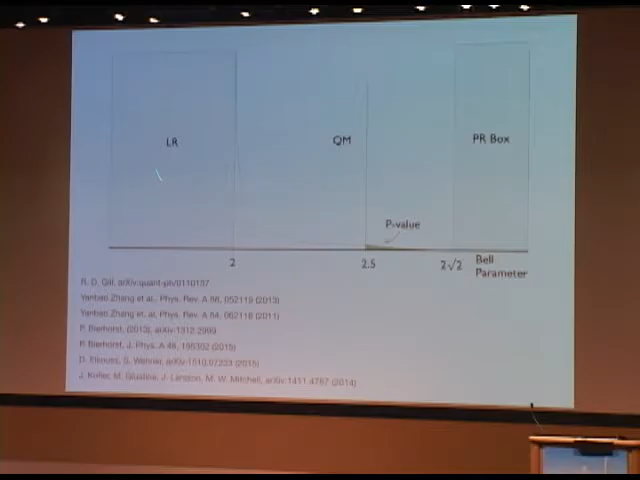 LR
QM
PR Box
P-value
2
2.5
2√2
Bell
Parameter
R. D. Gill, arXiv:quant-ph/0110137
Yanbao Zhang et al., Phys. Rev. A 88, 052119 (2013)
Yanbao Zhang et. al, Phys. Rev. A 84, 062118 (2011)
P. Bierhorst, (2013), arXiv:1312.2999
P. Bierhorst, J. Phys. A 48, 195302 (2015)
D. Elkouss, S. Wehner, arXiv:1510.07233 (2015)
J. Kofler, M. Giustina, J. Larsson, M. W. Mitchell, arXiv:1411.4787 (2014)